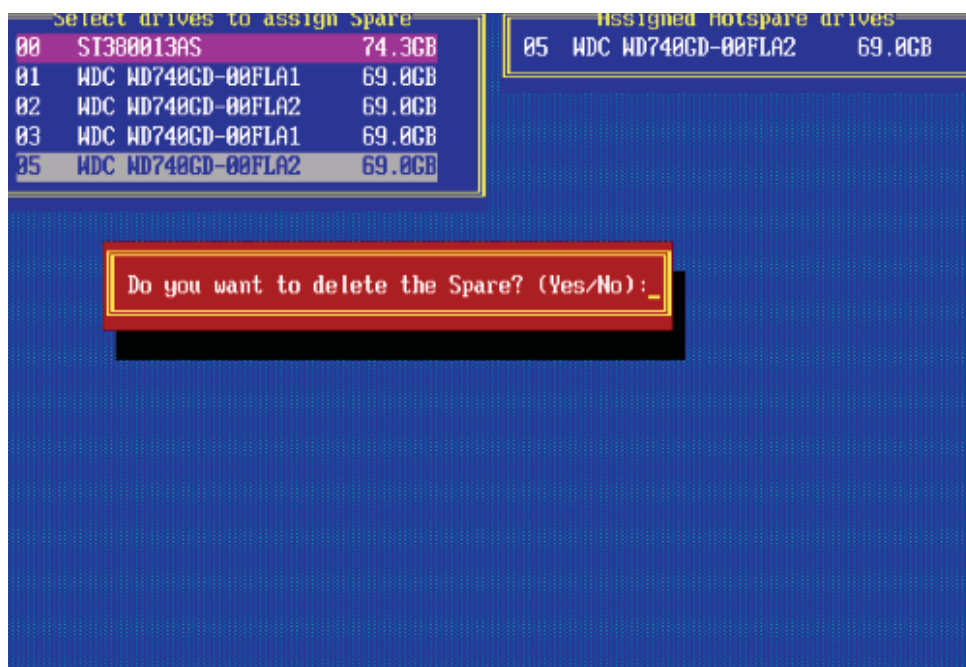 Select drives to assign Spare
00 ST380013AS 74.3GB
01 WDC WD740GD-00FLA1 69.0GB
02 WDC WD740GD-00FLA2 69.0GB
03 WDC WD740GD-00FLA1 69.0GB
05 WDC WD740GD-00FLA2 69.0GB
Assigned Hotspare drives
05 WDC WD740GD-00FLA2 69.0GB
Do you want to delete the Spare? (Yes/No):_